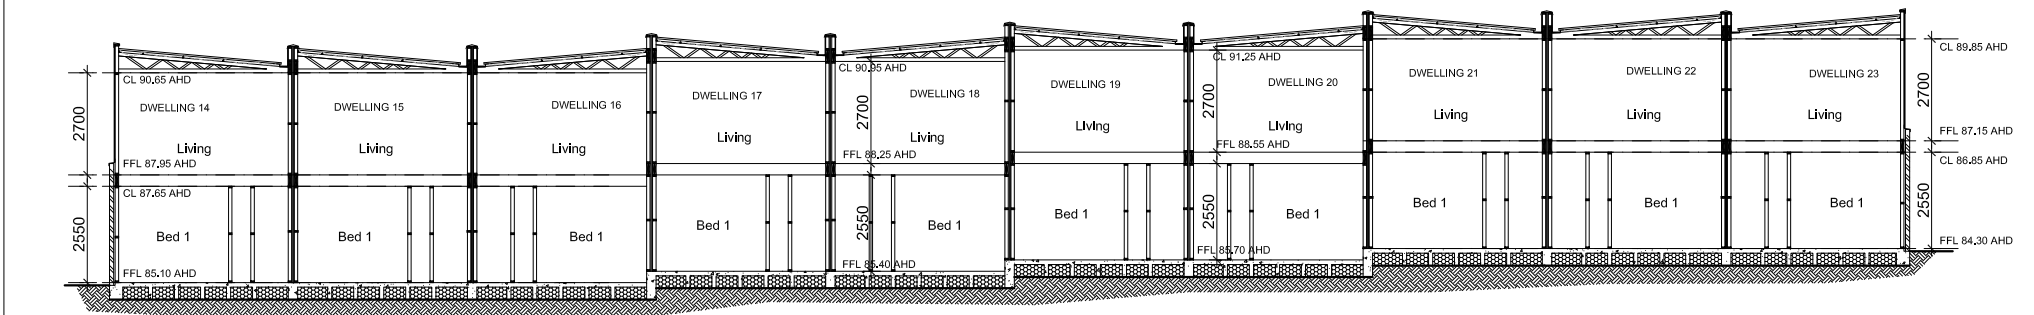 CL 90.65 AHD
DWELLING 14
Living
FFL 87.95 AHD
CL 87.65 AHD
Bed 1
FFL 85.10 AHD
2700
2550
DWELLING 15
Living
Bed 1
DWELLING 16
Living
Bed 1
DWELLING 17
Living
Bed 1
CL 90.95 AHD
DWELLING 18
2700
Living
FFL 88.25 AHD
2550
Bed 1
FFL 85.40 AHD
DWELLING 19
Living
Bed 1
CL 91.25 AHD
DWELLING 20
2700
Living
FFL 88.55 AHD
2550
Bed 1
FFL 85.70 AHD
DWELLING 21
Living
Bed 1
DWELLING 22
Living
Bed 1
DWELLING 23
Living
Bed 1
CL 89.85 AHD
2700
FFL 87.15 AHD
CL 86.85 AHD
2550
FFL 84.30 AHD